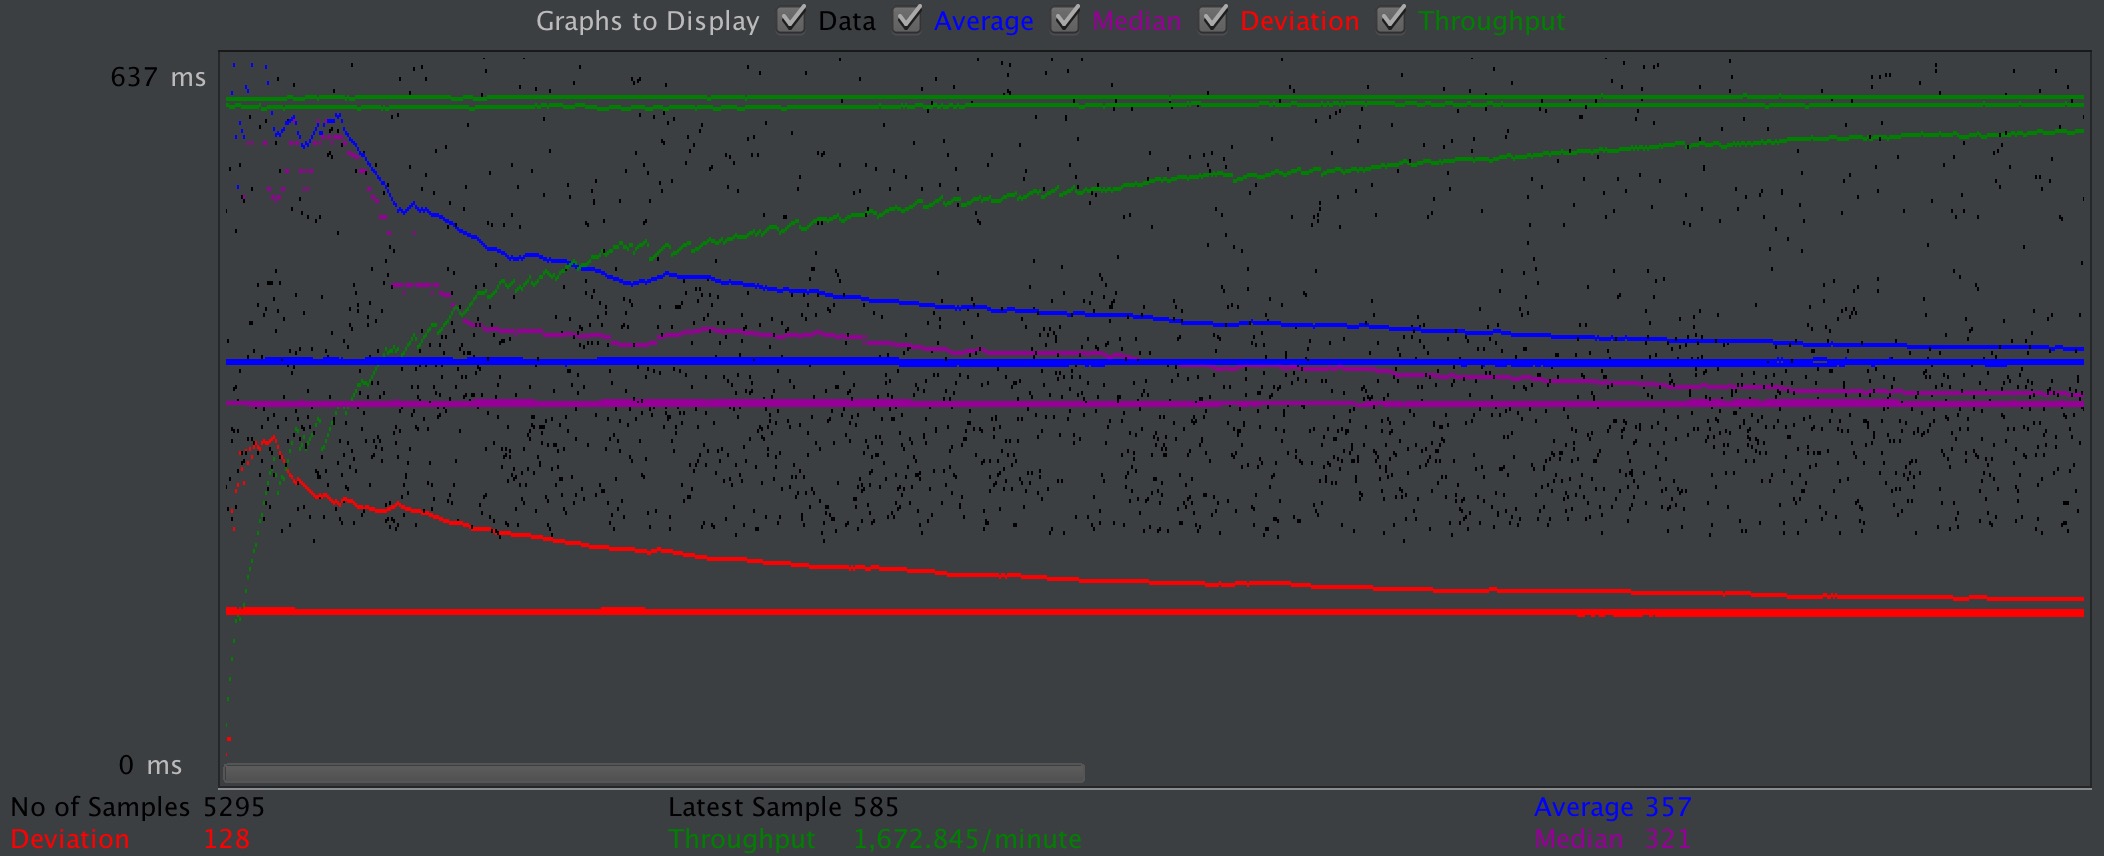 Graphs to Display Data Average Median Deviation Throughput
637 ms
0 ms
No of Samples 5295 Latest Sample 585 Average 357
Deviation 128 Throughput 1,672.845/minute Median 321